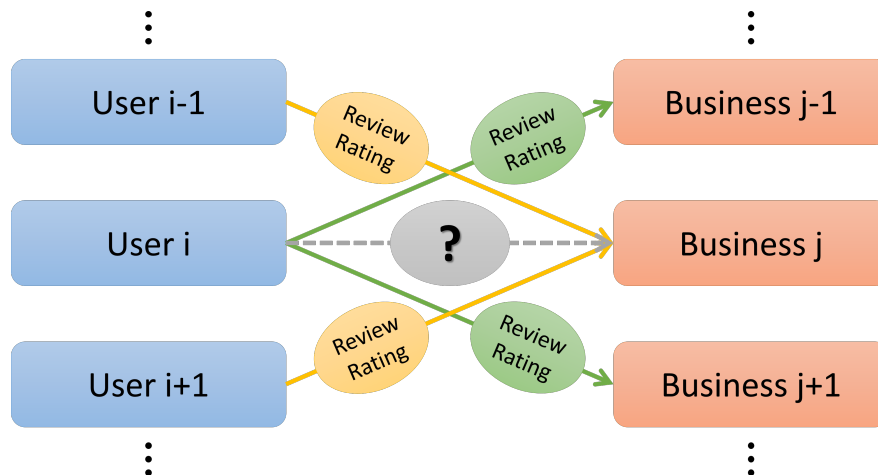 User i-1
Review
Rating
Review
Rating
Business j-1
User i
?
Business j
User i+1
Review
Rating
Review
Rating
Business j+1